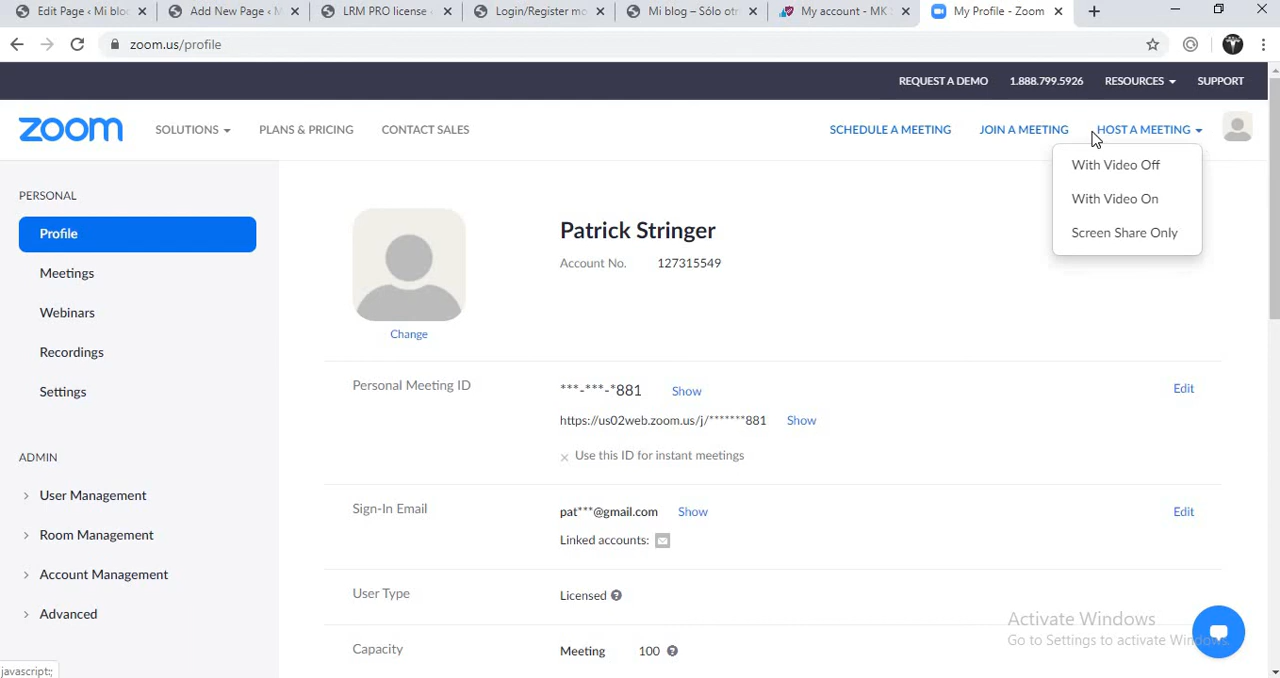 Edit Page ‹ Mi bloc
Add New Page ‹ M
LRM PRO license
Login/Register mo
Mi blog – Sólo otr
My account - MK
My Profile - Zoom
zoom.us/profile
REQUEST A DEMO 1.888.799.5926 RESOURCES SUPPORT
zoom SOLUTIONS PLANS & PRICING CONTACT SALES SCHEDULE A MEETING JOIN A MEETING HOST A MEETING
With Video Off
With Video On
Screen Share Only
PERSONAL
Profile
Meetings
Webinars
Recordings
Settings
ADMIN
User Management
Room Management
Account Management
Advanced
Patrick Stringer
Account No. 127315549
Change
Personal Meeting ID ***-***-*881 Show Edit
https://us02web.zoom.us/j/*******881 Show
× Use this ID for instant meetings
Sign-In Email pat***@gmail.com Show Edit
Linked accounts:
User Type Licensed
Capacity Meeting 100
Activate Windows
Go to Settings to activate Windows.
javascript:;